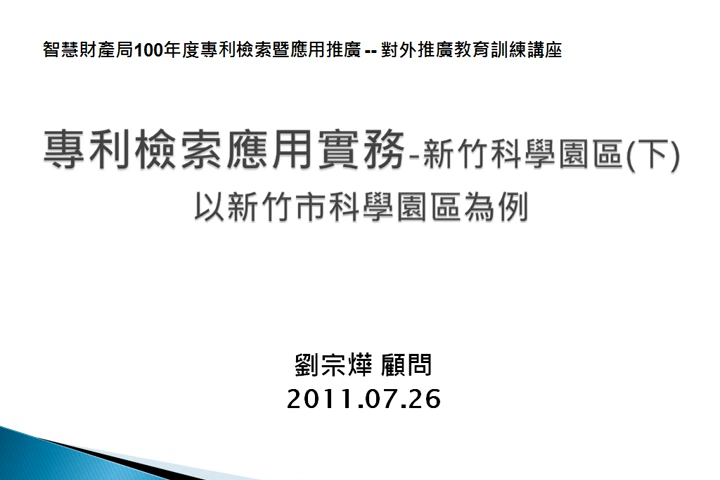 智慧財產局100年度專利檢索暨應用推廣 -- 對外推廣教育訓練講座
專利檢索應用實務-新竹科學園區(下)
以新竹市科學園區為例
劉宗燁 顧問
2011.07.26